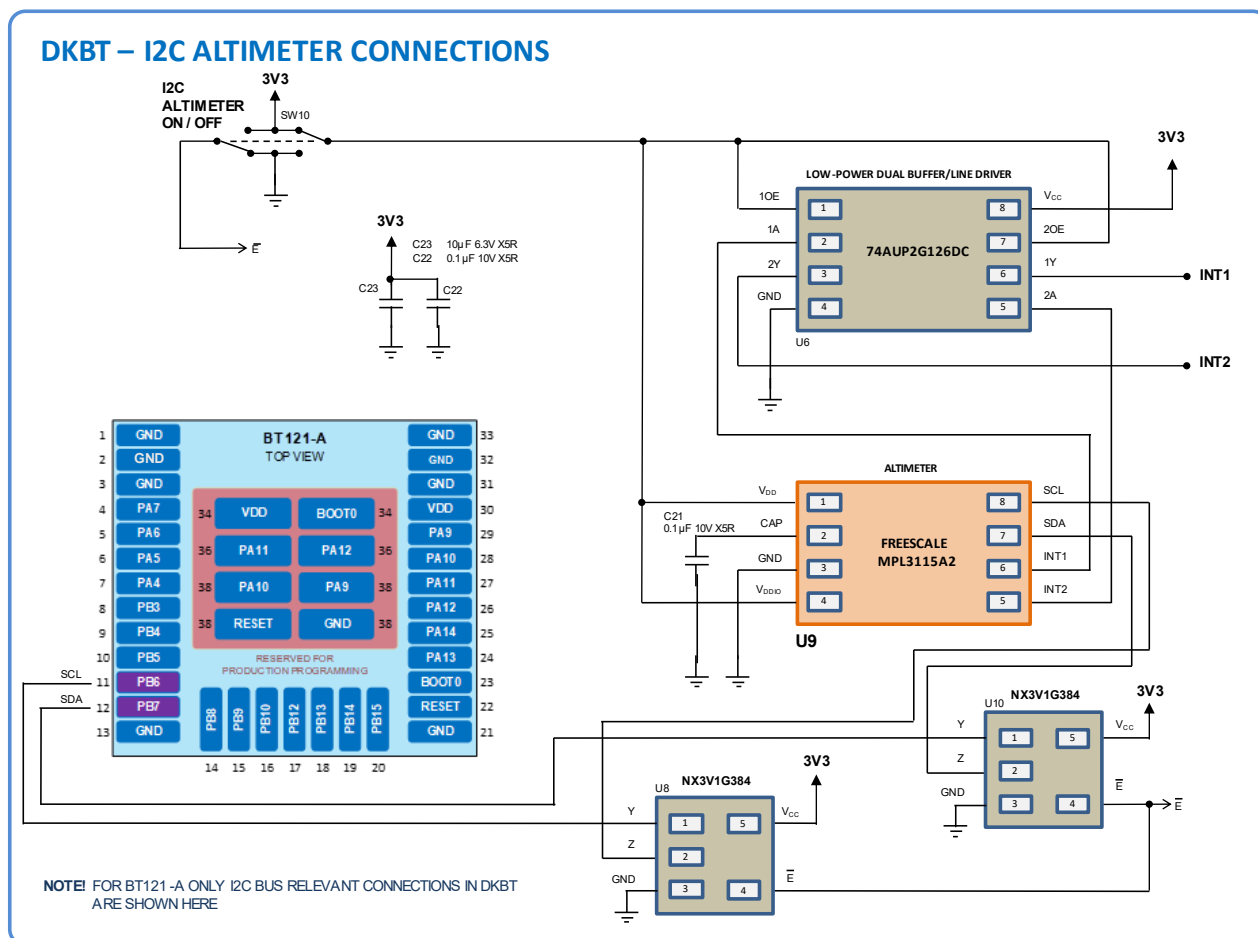 DKBT – I2C ALTIMETER CONNECTIONS
I2C
ALTIMETER
ON / OFF
3V3
SW10
E̅
3V3
C23 10µF 6.3V X5R
C22 0.1µF 10V X5R
C23
C22
LOW-POWER DUAL BUFFER/LINE DRIVER
3V3
1OE
1
8
VCC
1A
2
7
2OE
74AUP2G126DC
2Y
3
6
1Y
INT1
GND
4
5
2A
U6
INT2
BT121-A
TOP VIEW
1 GND
2 GND
3 GND
4 PA7
5 PA6
6 PA5
7 PA4
8 PB3
9 PB4
10 PB5
SCL
11 PB6
SDA
12 PB7
13 GND
34 VDD BOOT0 34
36 PA11 PA12 36
38 PA10 PA9 38
38 RESET GND 38
RESERVED FOR
PRODUCTION PROGRAMMING
PB8 PB9 PB10 PB12 PB13 PB14 PB15
14 15 16 17 18 19 20
GND 33
GND 32
GND 31
VDD 30
PA9 29
PA10 28
PA11 27
PA12 26
PA14 25
PA13 24
BOOT0 23
RESET 22
GND 21
ALTIMETER
C21
0.1µF 10V X5R
VDD
1
8
SCL
CAP
2
7
SDA
FREESCALE
MPL3115A2
GND
3
6
INT1
VDDIO
4
5
INT2
U9
NX3V1G384
U10
3V3
Y
1
5
VCC
Z
2
GND
3
4
E̅
E̅
NX3V1G384
U8
3V3
Y
1
5
VCC
Z
2
GND
3
4
E̅
NOTE! FOR BT121 -A ONLY I2C BUS RELEVANT CONNECTIONS IN DKBT
ARE SHOWN HERE